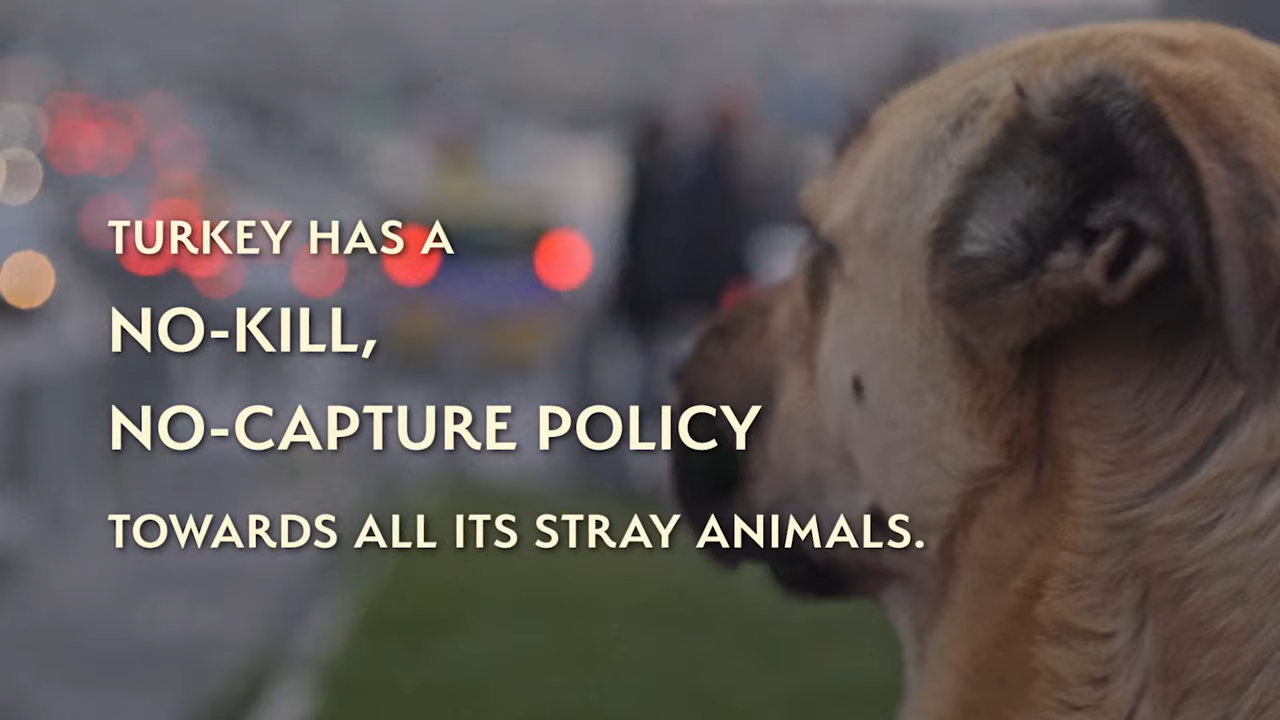 TURKEY HAS A
NO-KILL,
NO-CAPTURE POLICY
TOWARDS ALL ITS STRAY ANIMALS.